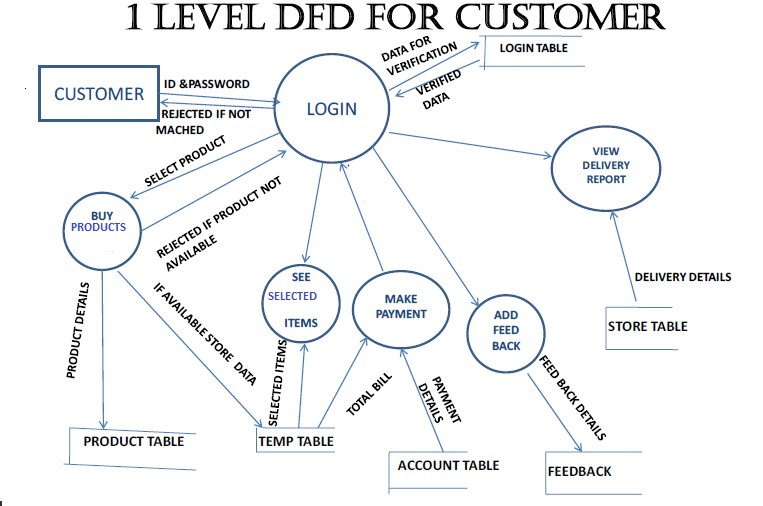 1 LEVEL DFD FOR CUSTOMER
CUSTOMER
ID &PASSWORD
REJECTED IF NOT
MACHED
LOGIN
DATA FOR
VERIFICATION
VERIFIED
DATA
LOGIN TABLE
SELECT PRODUCT
REJECTED IF PRODUCT NOT
AVAILABLE
VIEW
DELIVERY
REPORT
BUY
PRODUCTS
SEE
SELECTED
ITEMS
MAKE
PAYMENT
ADD
FEED
BACK
DELIVERY DETAILS
STORE TABLE
PRODUCT DETAILS
IF AVAILABLE STORE DATA
SELECTED ITEMS
TOTAL BILL
PAYMENT
DETAILS
FEED BACK DETAILS
PRODUCT TABLE
TEMP TABLE
ACCOUNT TABLE
FEEDBACK